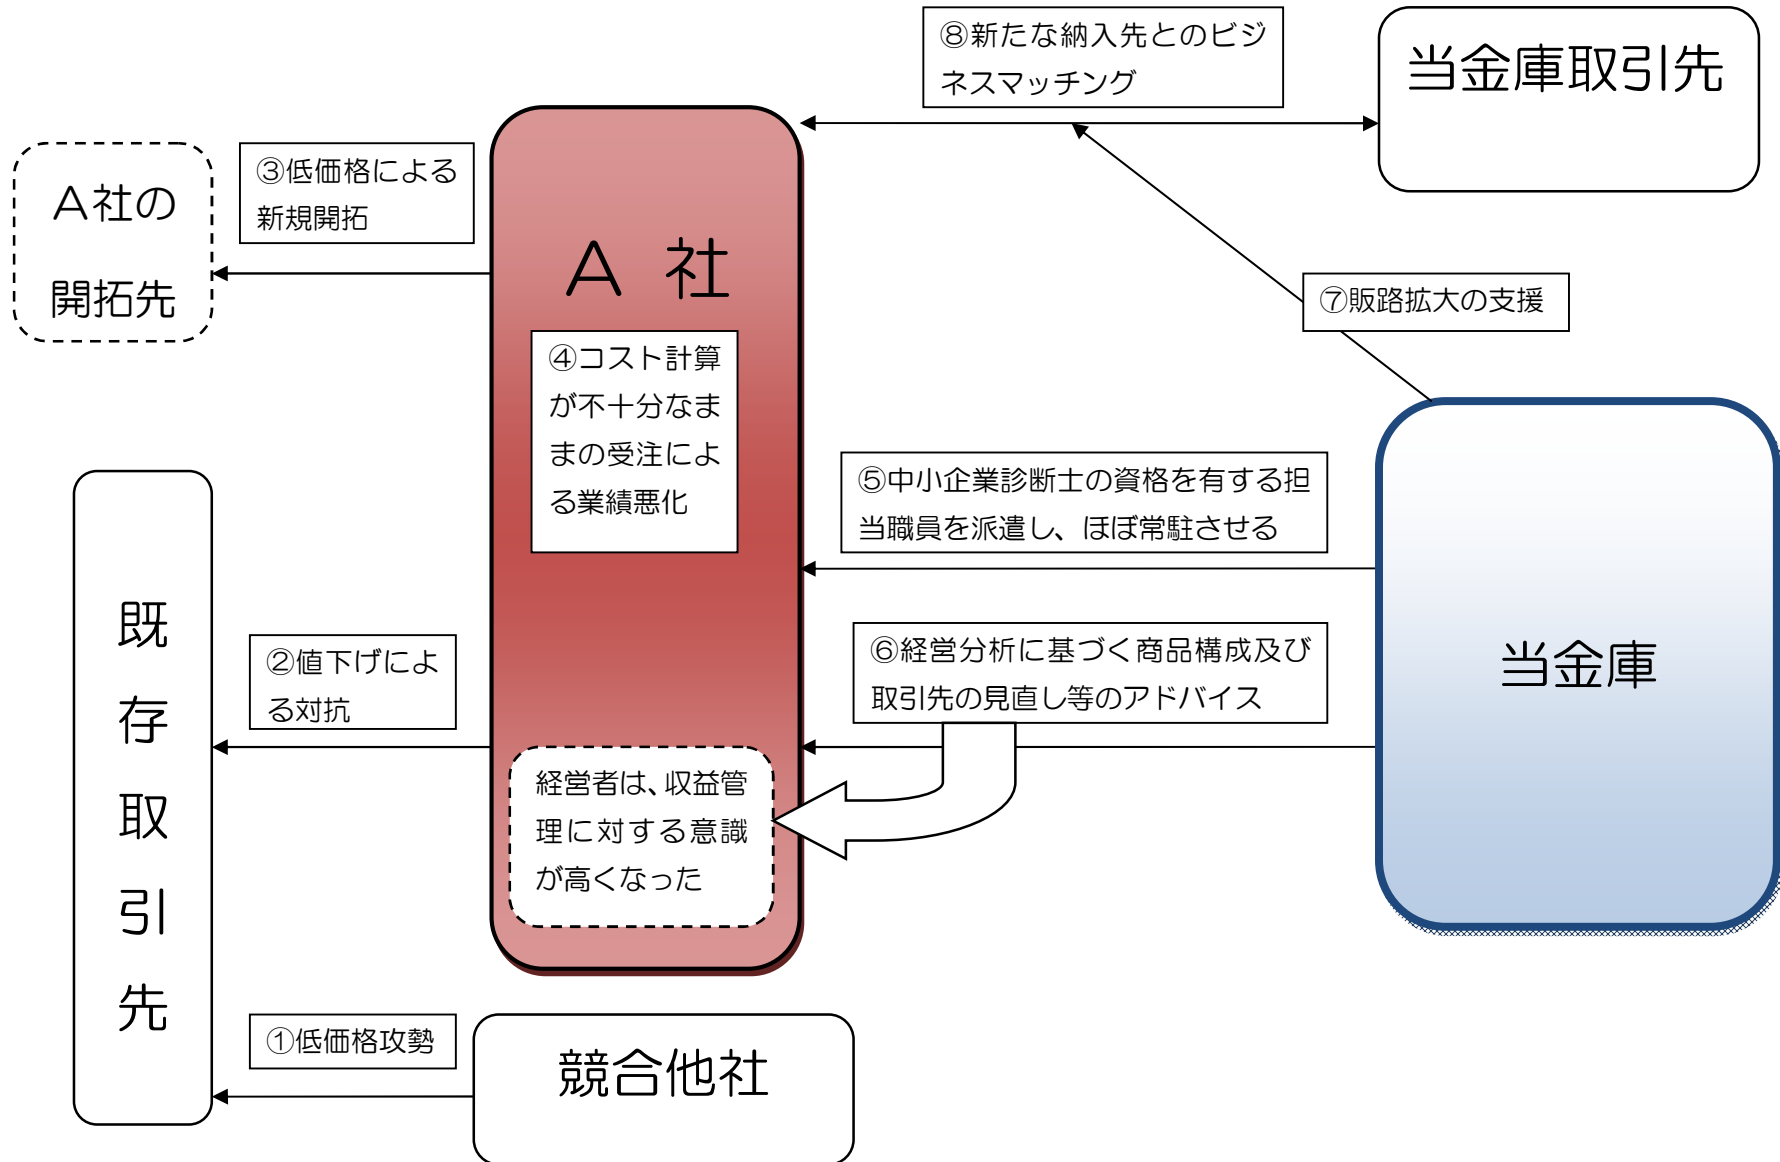 ⑧新たな納入先とのビジ
ネスマッチング
当金庫取引先
A社の
開拓先
③低価格による
新規開拓
A 社
⑦販路拡大の支援
④コスト計算
が不十分なま
まの受注によ
る業績悪化
⑤中小企業診断士の資格を有する担
当職員を派遣し、ほぼ常駐させる
既
存
取
引
先
②値下げによ
る対抗
⑥経営分析に基づく商品構成及び
取引先の見直し等のアドバイス
当金庫
経営者は、収益管
理に対する意識
が高くなった
①低価格攻勢
競合他社